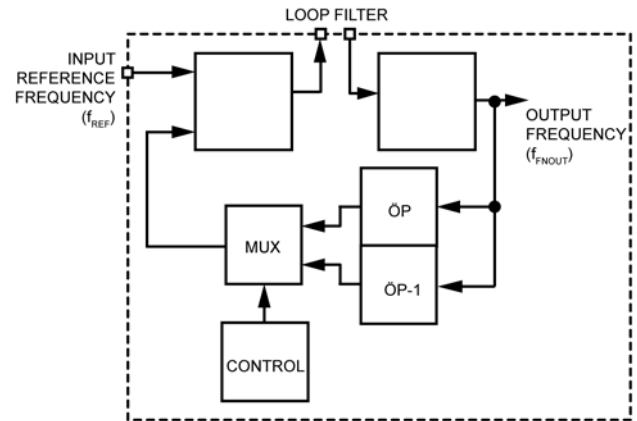 LOOP FILTER
INPUT
REFERENCE
FREQUENCY
(fREF)
OUTPUT
FREQUENCY
(fFNOUT)
ÖP
MUX
ÖP-1
CONTROL